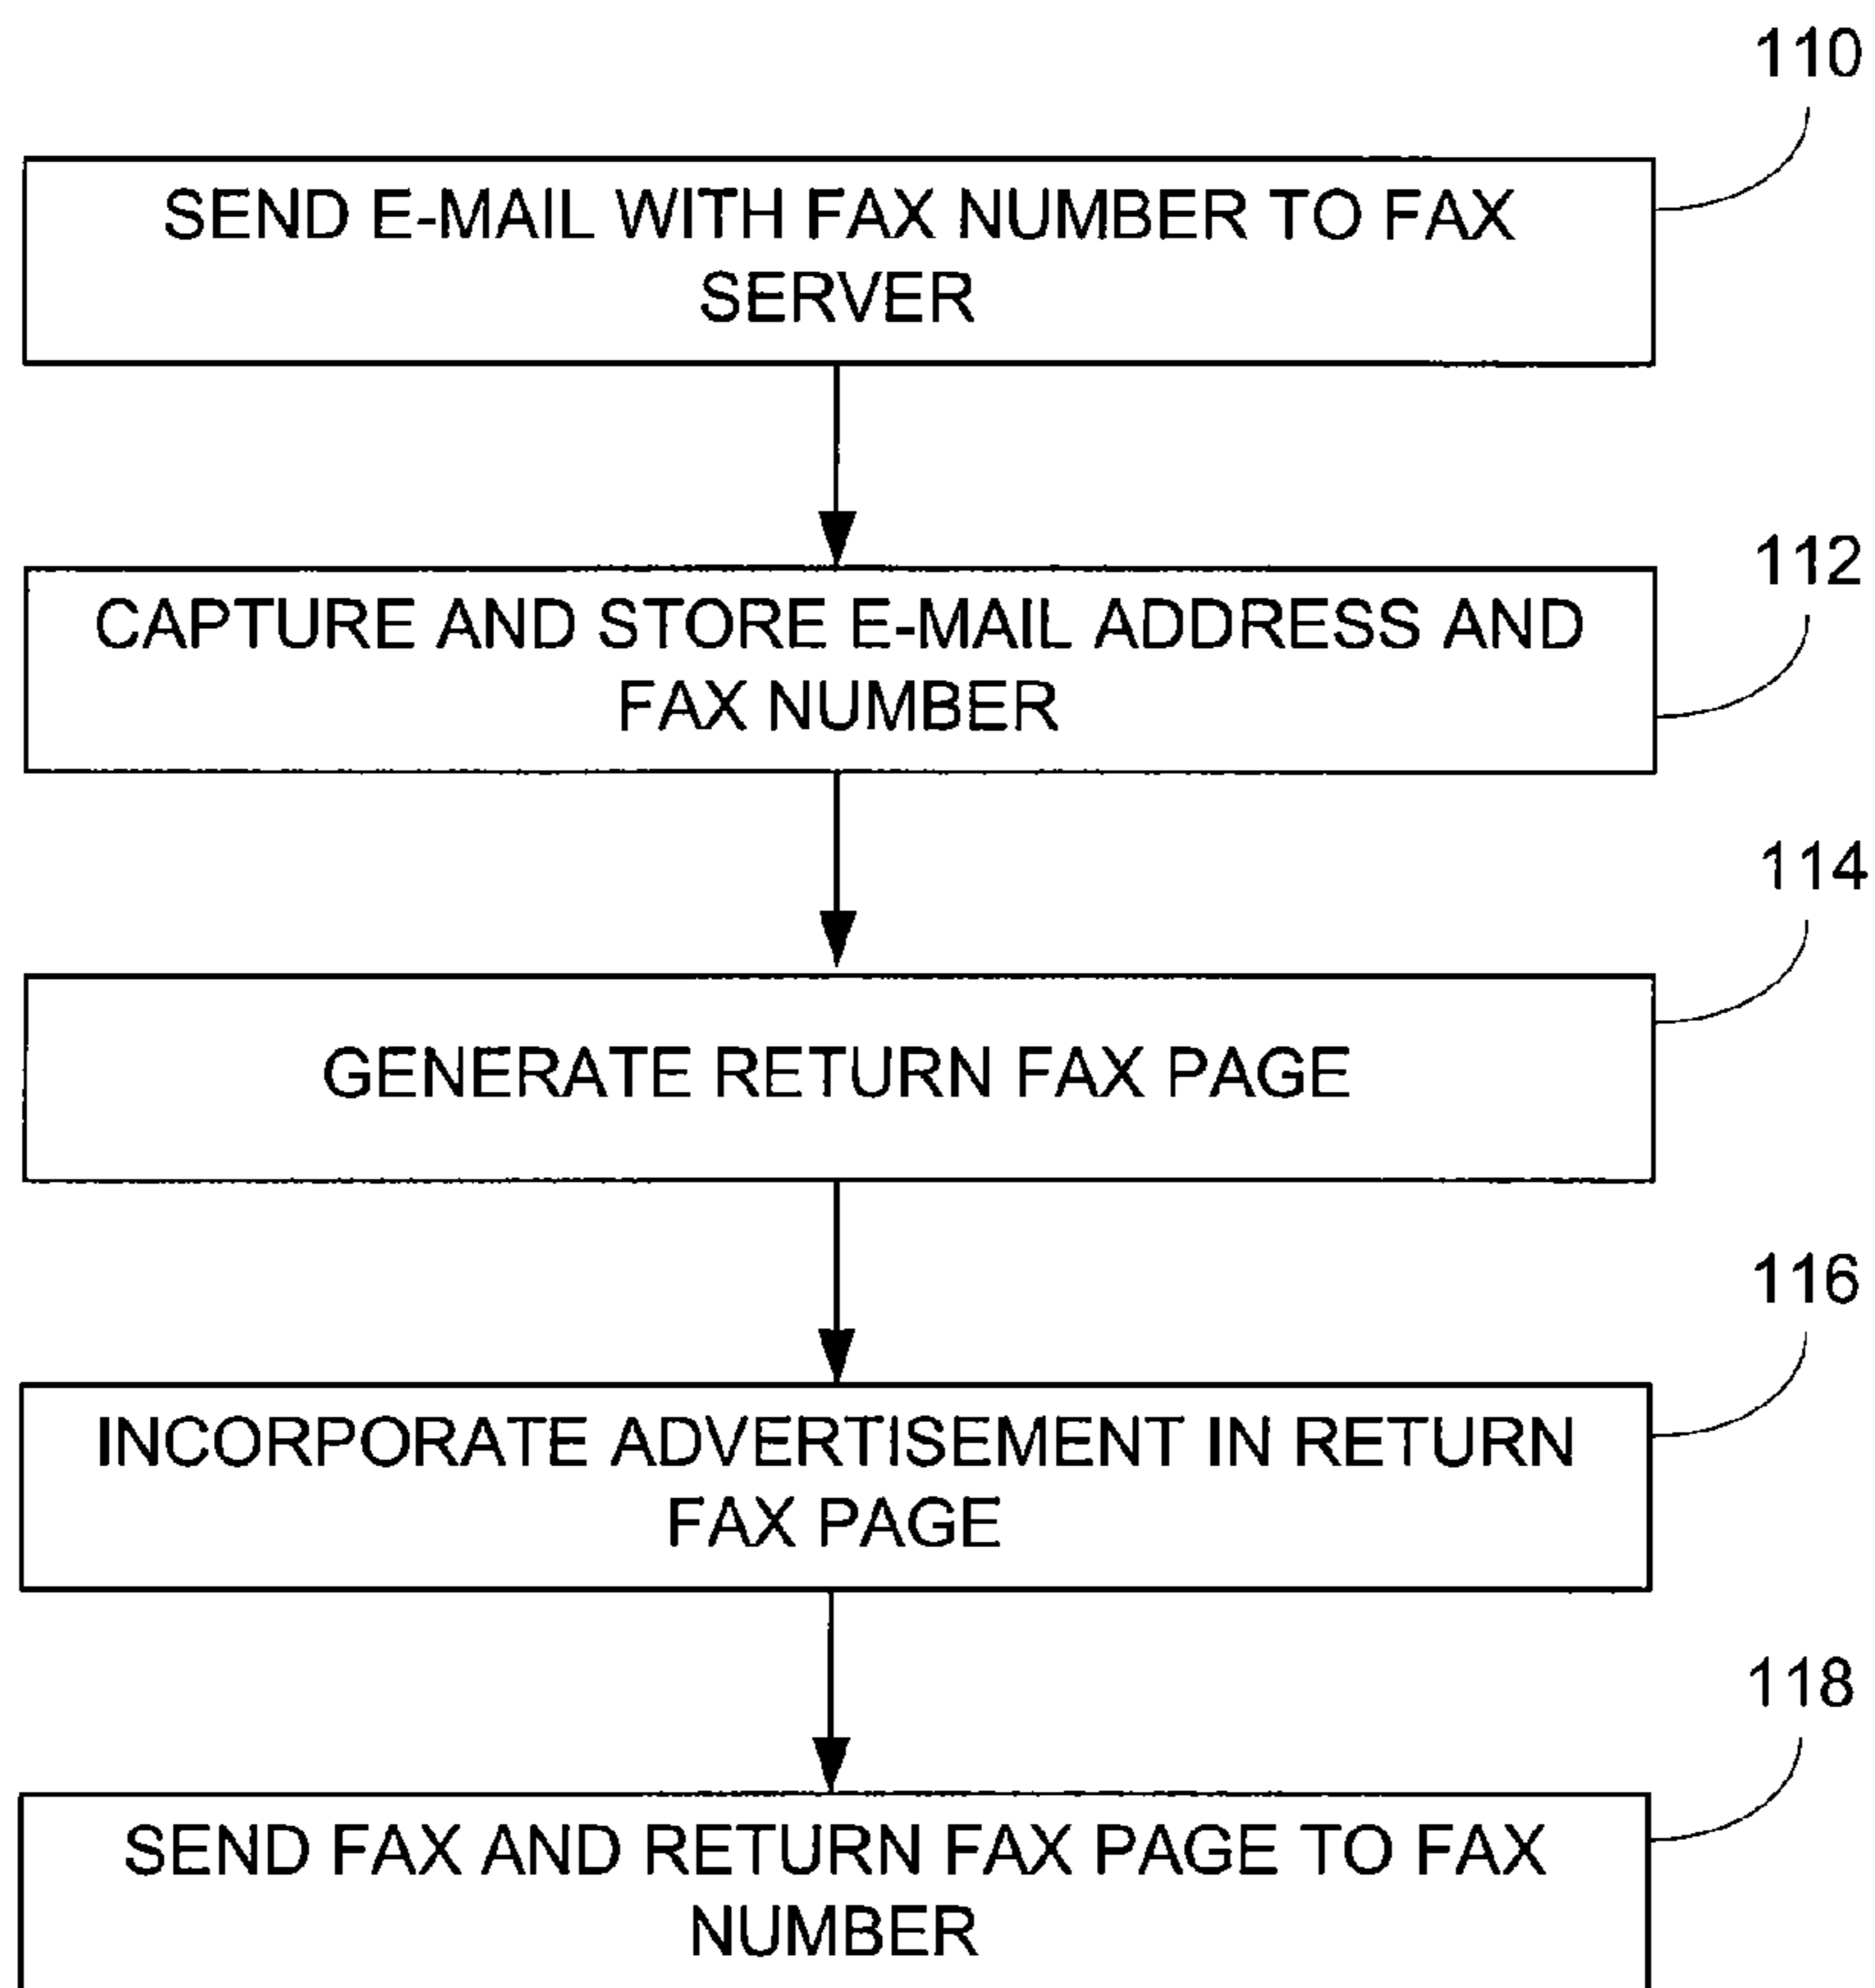 110
SEND E-MAIL WITH FAX NUMBER TO FAX
SERVER
112
CAPTURE AND STORE E-MAIL ADDRESS AND
FAX NUMBER
114
GENERATE RETURN FAX PAGE
116
INCORPORATE ADVERTISEMENT IN RETURN
FAX PAGE
118
SEND FAX AND RETURN FAX PAGE TO FAX
NUMBER